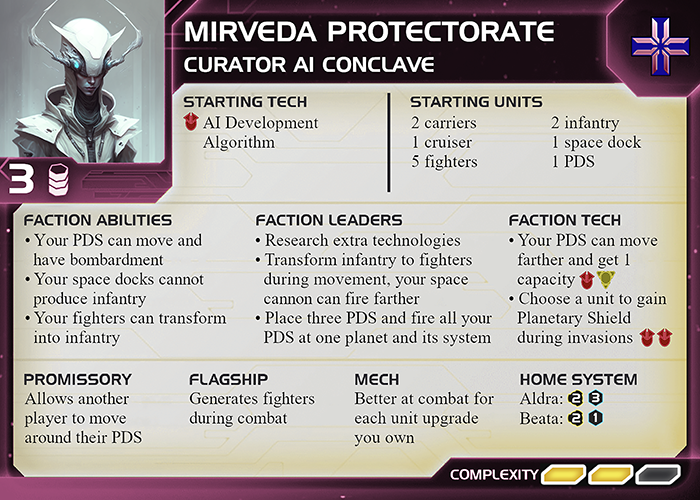 MIRVEDA PROTECTORATE
CURATOR AI CONCLAVE
3
STARTING TECH
AI Development
Algorithm
STARTING UNITS
2 carriers
1 cruiser
5 fighters
2 infantry
1 space dock
1 PDS
FACTION ABILITIES
• Your PDS can move and
have bombardment
• Your space docks cannot
produce infantry
• Your fighters can transform
into infantry
FACTION LEADERS
• Research extra technologies
• Transform infantry to fighters
during movement, your space
cannon can fire farther
• Place three PDS and fire all your
PDS at one planet and its system
FACTION TECH
• Your PDS can move
farther and get 1
capacity
• Choose a unit to gain
Planetary Shield
during invasions
PROMISSORY
Allows another
player to move
around their PDS
FLAGSHIP
Generates fighters
during combat
MECH
Better at combat for
each unit upgrade
you own
HOME SYSTEM
Aldra: 2 3
Beata: 2 1
COMPLEXITY